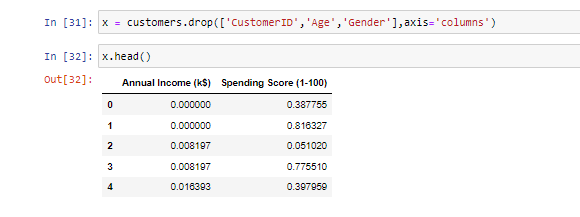 In [31]: x = customers.drop(['CustomerID','Age','Gender'],axis='columns')
In [32]: x.head()
Out[32]:
Annual Income (k$) Spending Score (1-100)
0 0.000000 0.387755
1 0.000000 0.816327
2 0.008197 0.051020
3 0.008197 0.775510
4 0.016393 0.397959